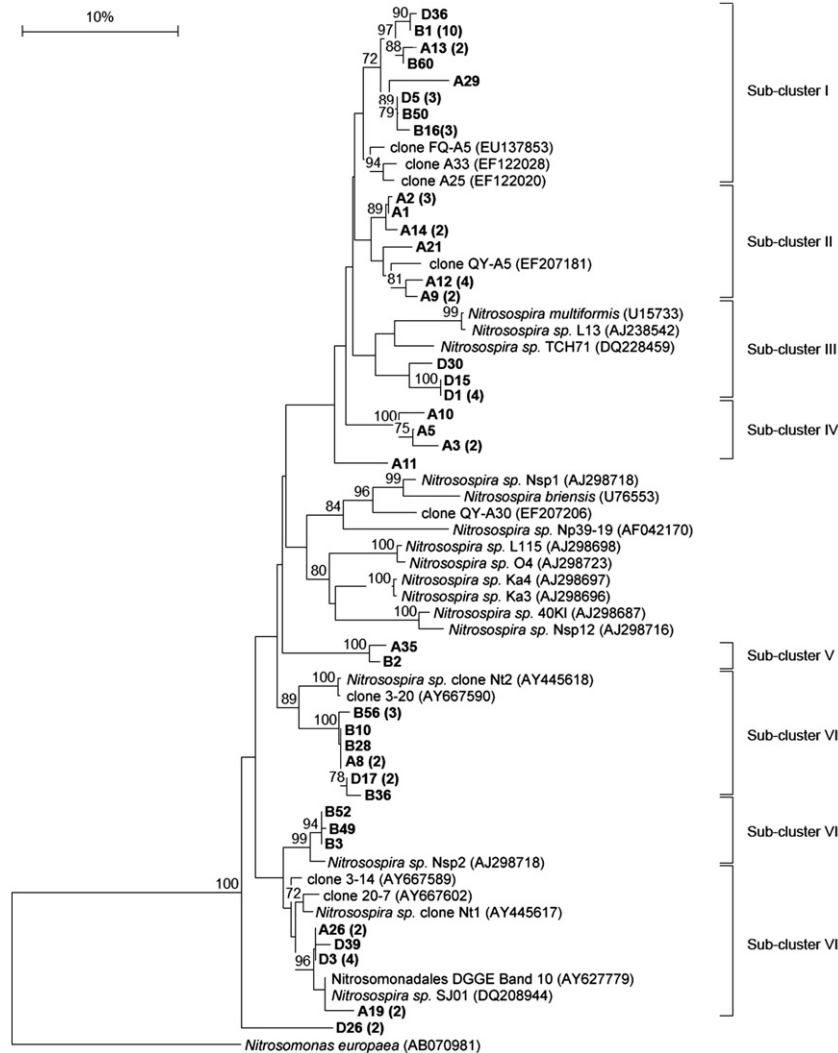 10%
90
D36
97
B1 (10)
88
A13 (2)
B60
72
A29
89
D5 (3)
79
B50
B16(3)
Sub-cluster I
clone FQ-A5 (EU137853)
94
clone A33 (EF122028)
clone A25 (EF122020)
A2 (3)
89
A1
A14 (2)
A21
Sub-cluster II
clone QY-A5 (EF207181)
81
A12 (4)
A9 (2)
99
Nitrosospira multiformis (U15733)
Nitrosospira sp. L13 (AJ238542)
Nitrosospira sp. TCH71 (DQ228459)
Sub-cluster III
D30
100
D15
D1 (4)
100
A10
75
A5
A3 (2)
Sub-cluster IV
A11
99
Nitrosospira sp. Nsp1 (AJ298718)
96
Nitrosospira briensis (U76553)
84
clone QY-A30 (EF207206)
Nitrosospira sp. Np39-19 (AF042170)
100
Nitrosospira sp. L115 (AJ298698)
Nitrosospira sp. O4 (AJ298723)
80
100
Nitrosospira sp. Ka4 (AJ298697)
Nitrosospira sp. Ka3 (AJ298696)
100
Nitrosospira sp. 40KI (AJ298687)
Nitrosospira sp. Nsp12 (AJ298716)
100
A35
B2
Sub-cluster V
100
Nitrosospira sp. clone Nt2 (AY445618)
89
clone 3-20 (AY667590)
100
B56 (3)
B10
B28
A8 (2)
78
D17 (2)
B36
Sub-cluster VI
B52
94
B49
99
B3
Sub-cluster VI
Nitrosospira sp. Nsp2 (AJ298718)
clone 3-14 (AY667589)
72
clone 20-7 (AY667602)
Nitrosospira sp. clone Nt1 (AY445617)
A26 (2)
D39
96
D3 (4)
Sub-cluster VI
Nitrosomonadales DGGE Band 10 (AY627779)
Nitrosospira sp. SJ01 (DQ208944)
A19 (2)
100
D26 (2)
Nitrosomonas europaea (AB070981)